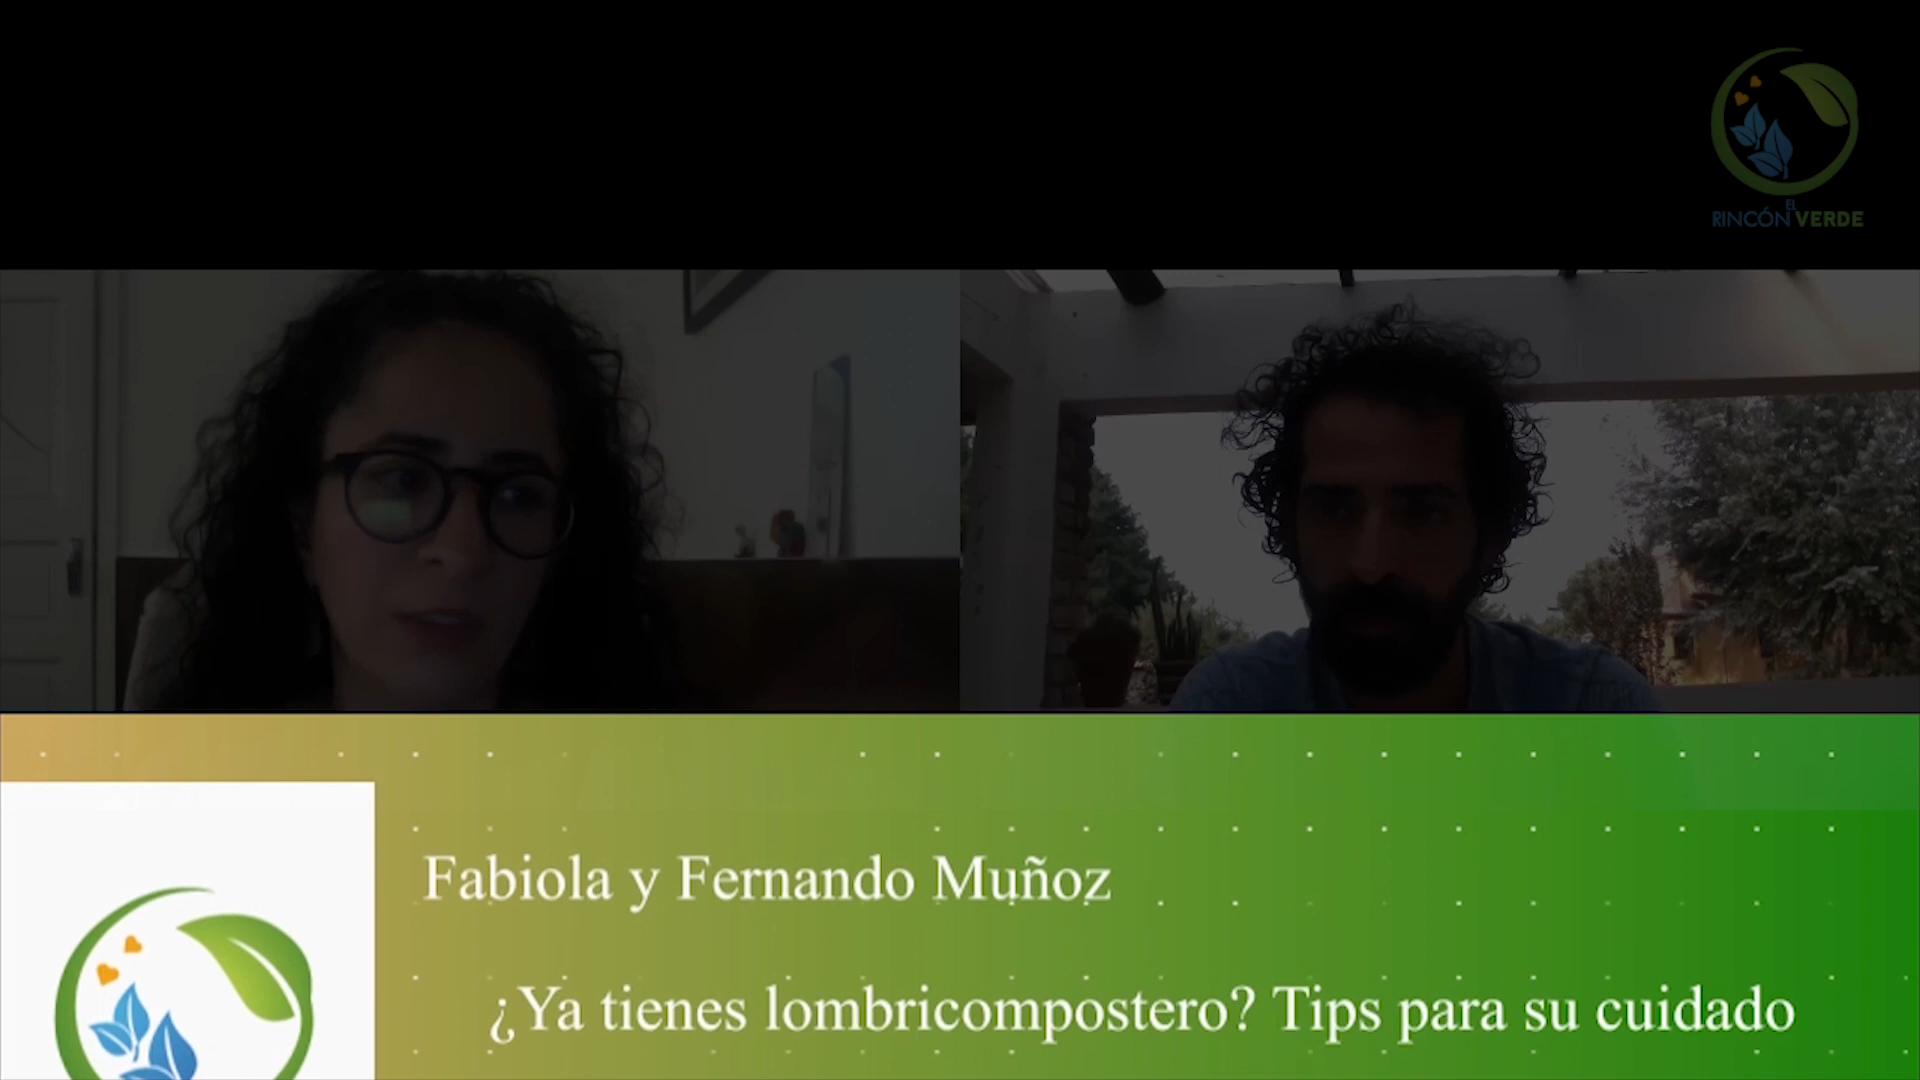 EL
RINCÓN VERDE
Fabiola y Fernando Muñoz
¿Ya tienes lombricompostero? Tips para su cuidado